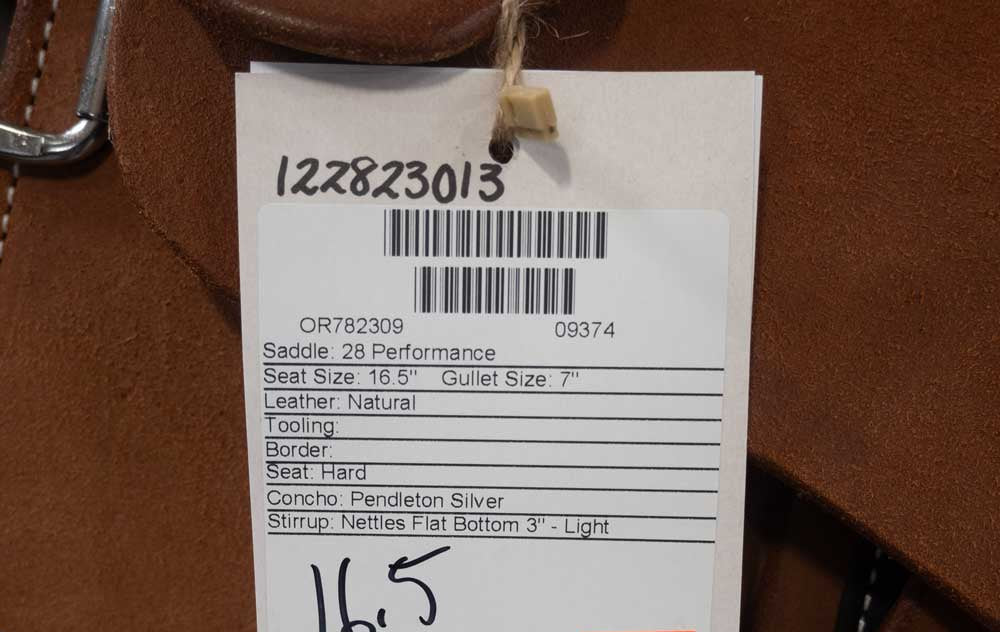 122823013
OR782309 09374
Saddle: 28 Performance
Seat Size: 16.5" Gullet Size: 7"
Leather: Natural
Tooling:
Border:
Seat: Hard
Concho: Pendleton Silver
Stirrup: Nettles Flat Bottom 3" - Light
16.5